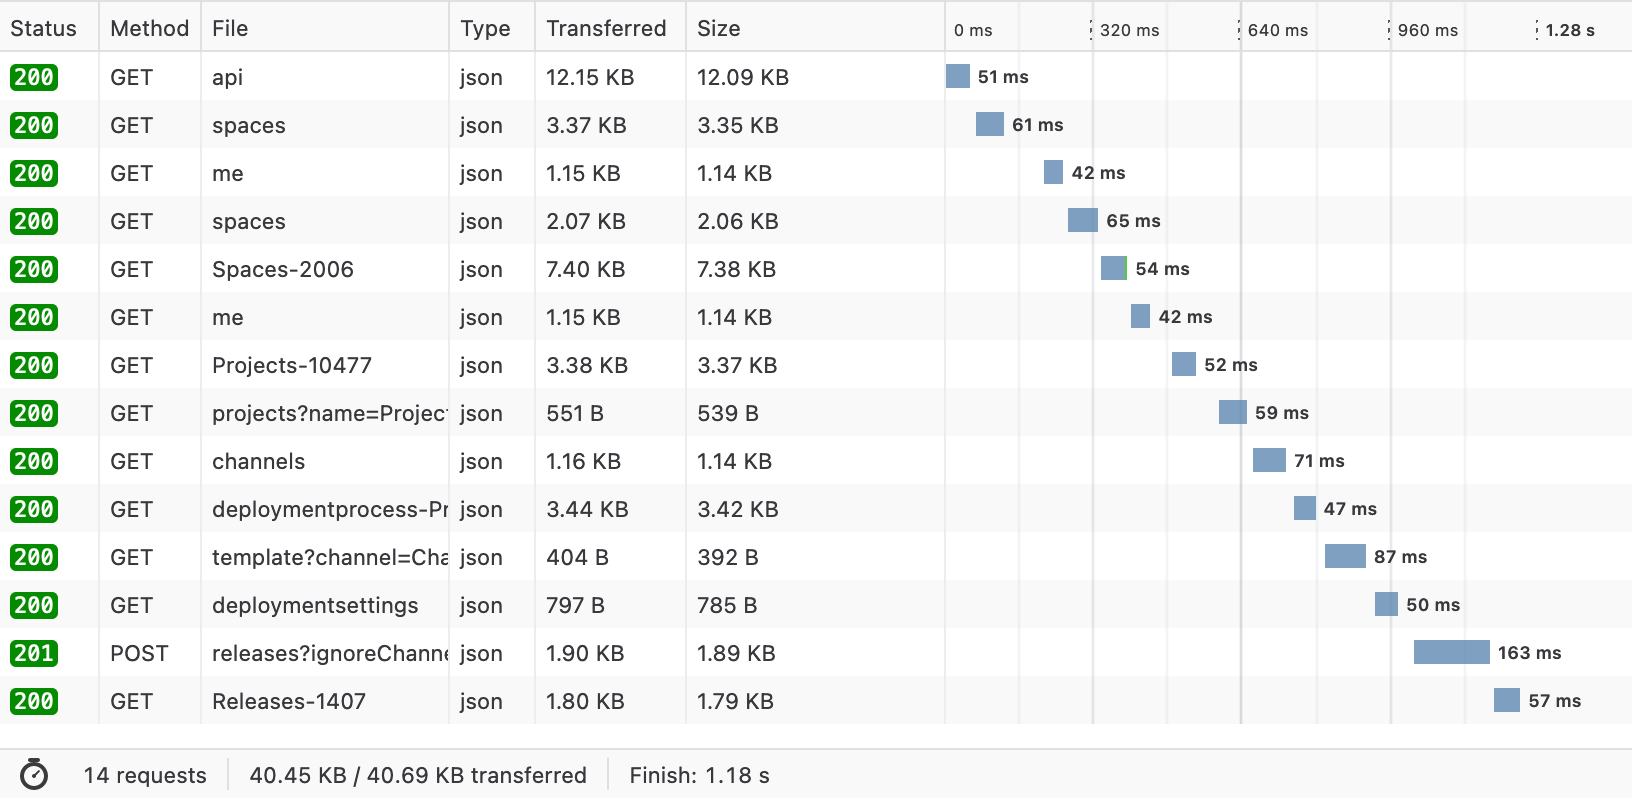 Status Method File Type Transferred Size 0 ms 320 ms 640 ms 960 ms 1.28 s
200 GET api json 12.15 KB 12.09 KB 51 ms
200 GET spaces json 3.37 KB 3.35 KB 61 ms
200 GET me json 1.15 KB 1.14 KB 42 ms
200 GET spaces json 2.07 KB 2.06 KB 65 ms
200 GET Spaces-2006 json 7.40 KB 7.38 KB 54 ms
200 GET me json 1.15 KB 1.14 KB 42 ms
200 GET Projects-10477 json 3.38 KB 3.37 KB 52 ms
200 GET projects?name=Project json 551 B 539 B 59 ms
200 GET channels json 1.16 KB 1.14 KB 71 ms
200 GET deploymentprocess-Pr json 3.44 KB 3.42 KB 47 ms
200 GET template?channel=Cha json 404 B 392 B 87 ms
200 GET deploymentsettings json 797 B 785 B 50 ms
201 POST releases?ignoreChanne json 1.90 KB 1.89 KB 163 ms
200 GET Releases-1407 json 1.80 KB 1.79 KB 57 ms
14 requests 40.45 KB / 40.69 KB transferred Finish: 1.18 s